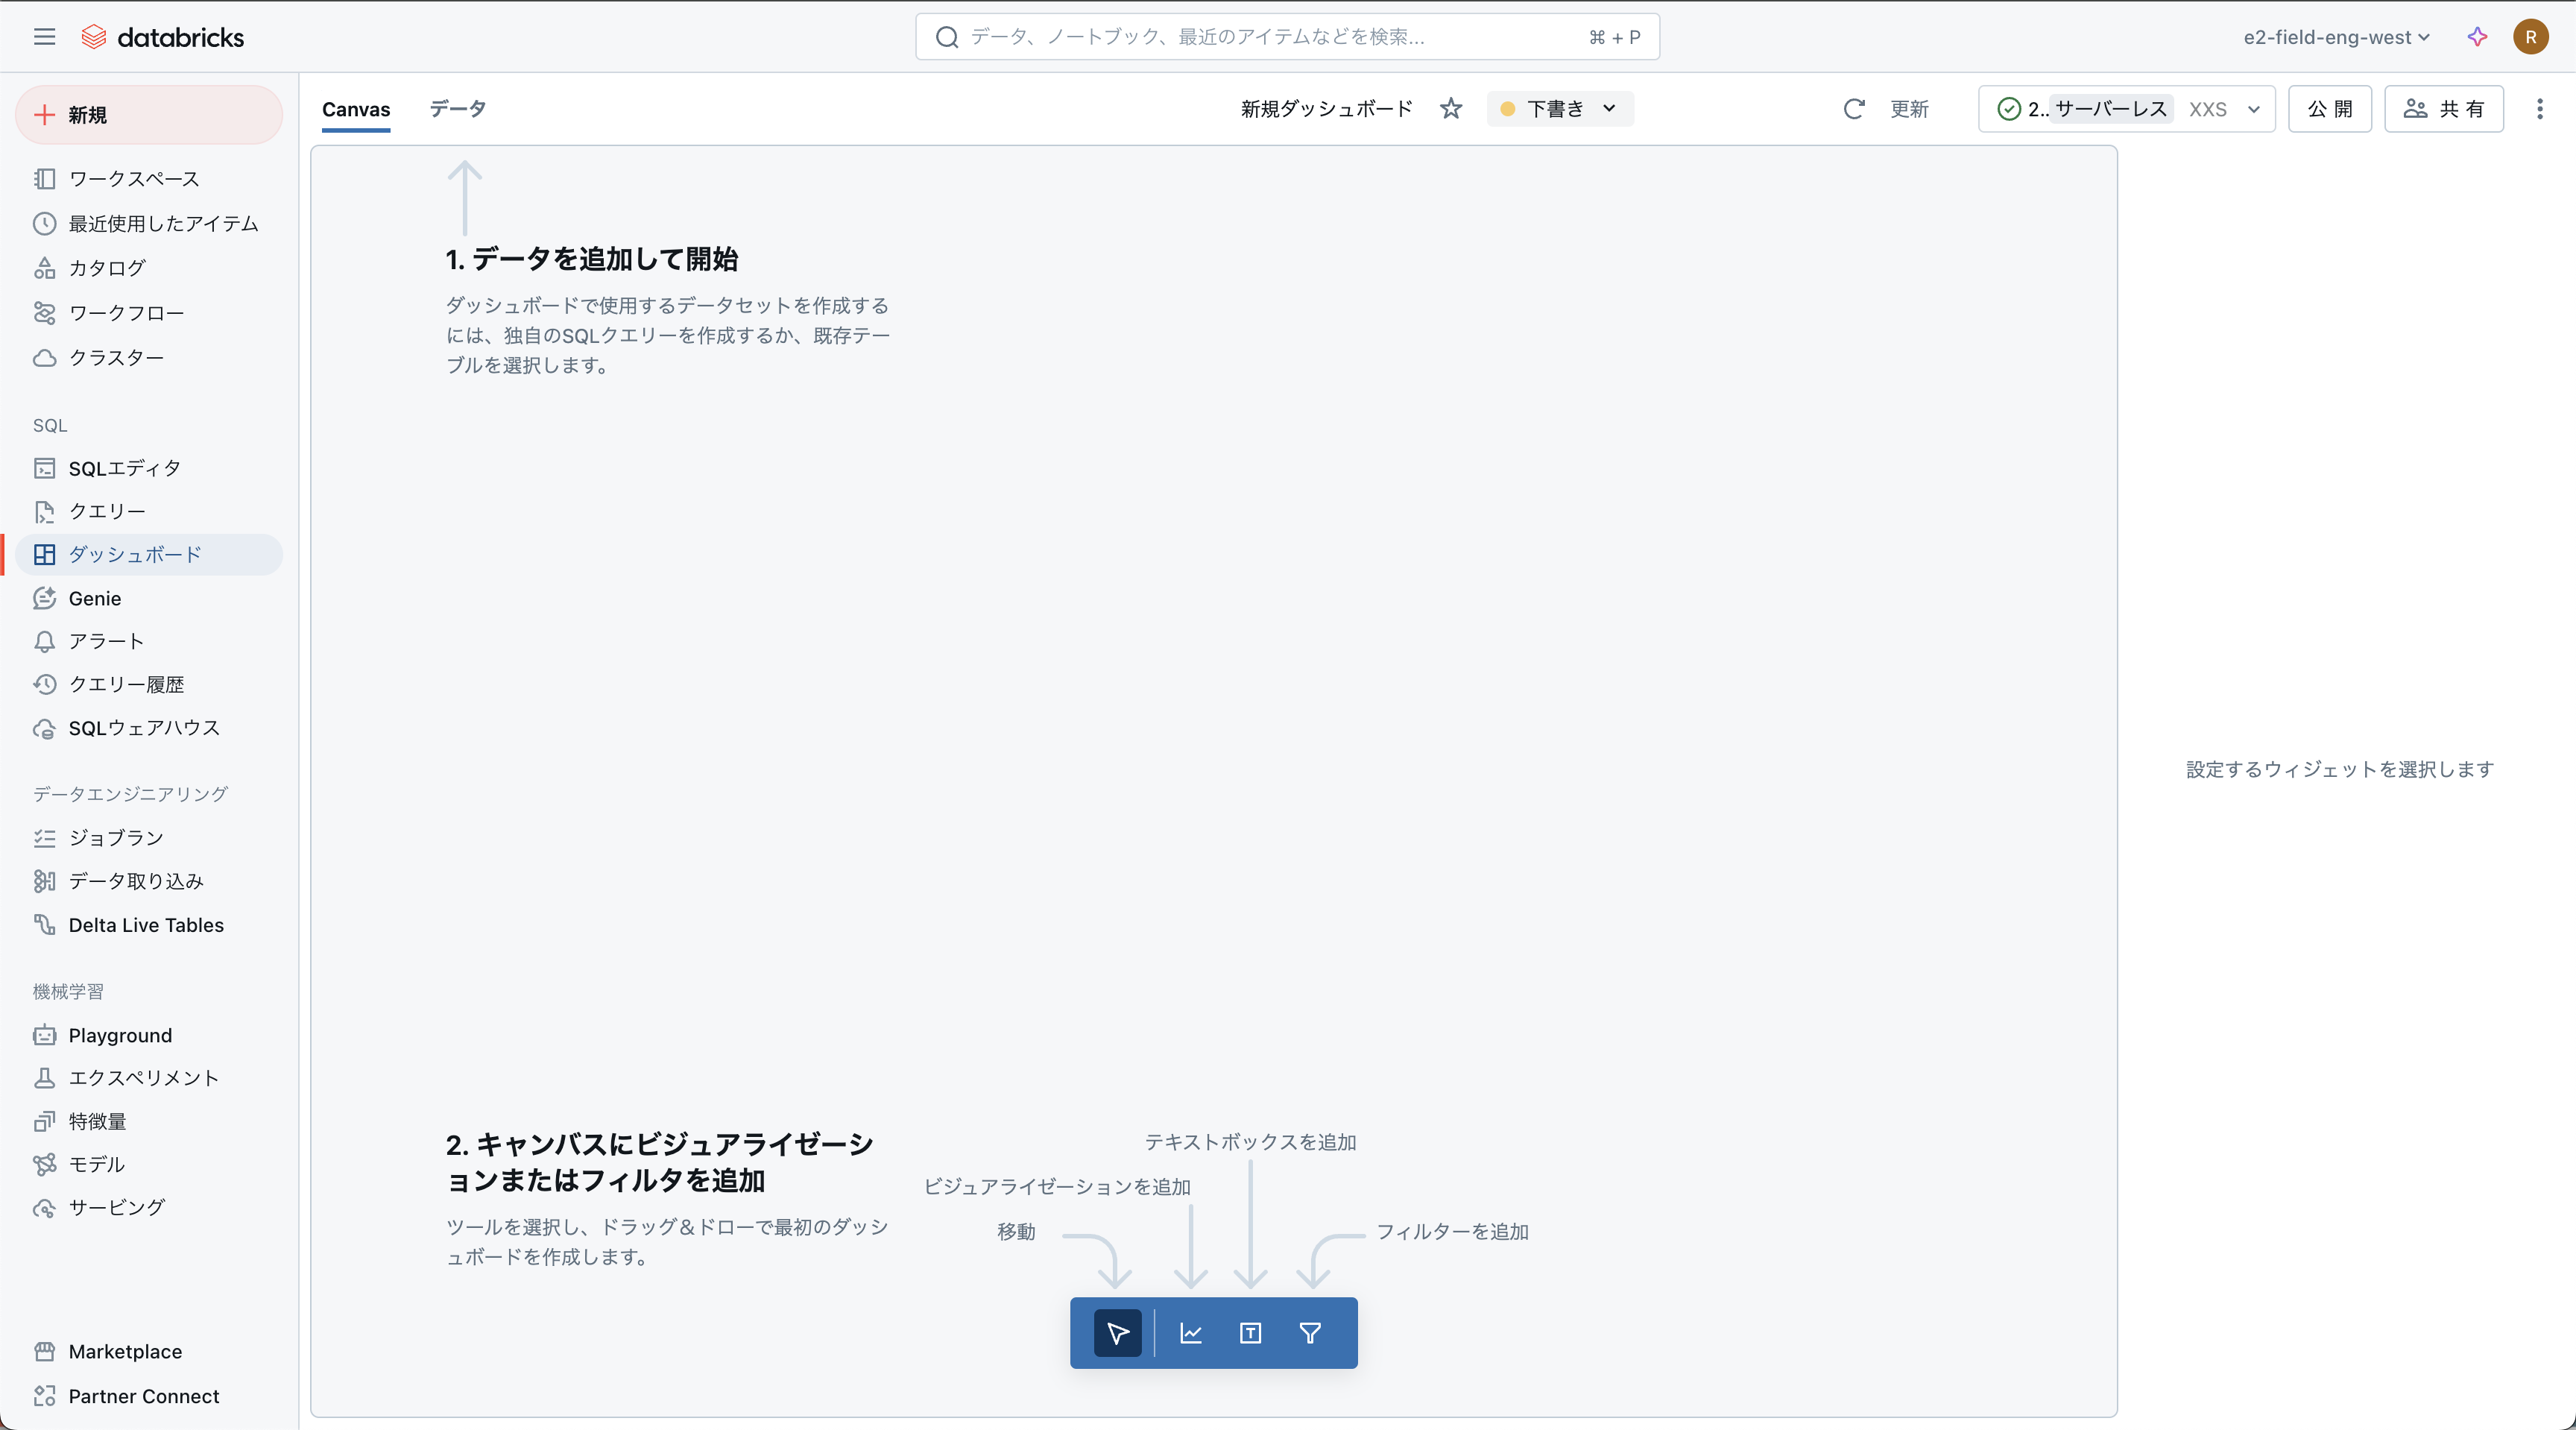 databricks
データ、ノートブック、最近のアイテムなどを検索...
⌘ + P
e2-field-eng-west
R
新規
ワークスペース
最近使用したアイテム
カタログ
ワークフロー
クラスター
SQL
SQLエディタ
クエリー
ダッシュボード
Genie
アラート
クエリー履歴
SQLウェアハウス
データエンジニアリング
ジョブラン
データ取り込み
Delta Live Tables
機械学習
Playground
エクスペリメント
特徴量
モデル
サービング
Marketplace
Partner Connect
Canvas
データ
新規ダッシュボード
下書き
更新
2.. サーバーレス XXS
公開
共有
1. データを追加して開始
ダッシュボードで使用するデータセットを作成する
には、独自のSQLクエリーを作成するか、既存テー
ブルを選択します。
2. キャンバスにビジュアライゼーシ
ョンまたはフィルタを追加
ツールを選択し、ドラッグ＆ドローで最初のダッシ
ュボードを作成します。
テキストボックスを追加
ビジュアライゼーションを追加
移動
フィルターを追加
T
設定するウィジェットを選択します